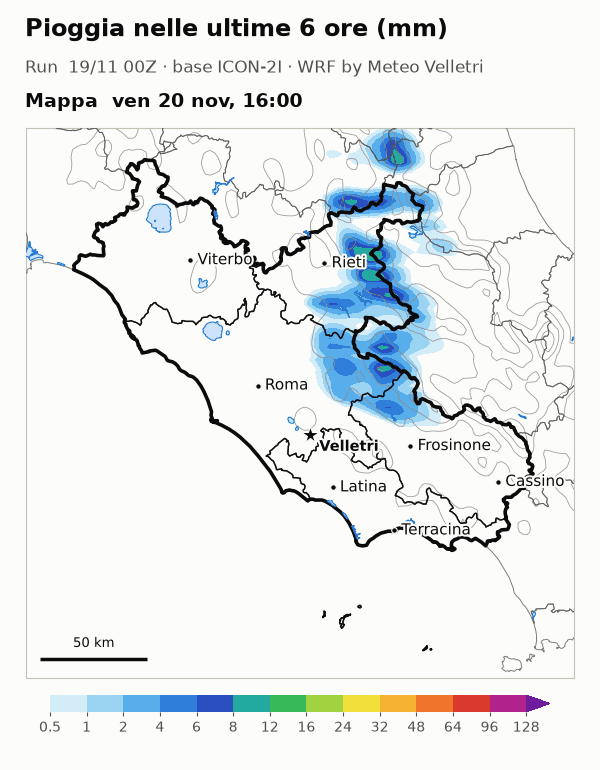 Pioggia nelle ultime 6 ore (mm)
Run  19/11 00Z · base ICON-2I · WRF by Meteo Velletri
Mappa  ven 20 nov, 16:00
Viterbo
Rieti
Roma
Velletri
Frosinone
Latina
Cassino
Terracina
50 km
0.5 1 2 4 6 8 12 16 24 32 48 64 96 128